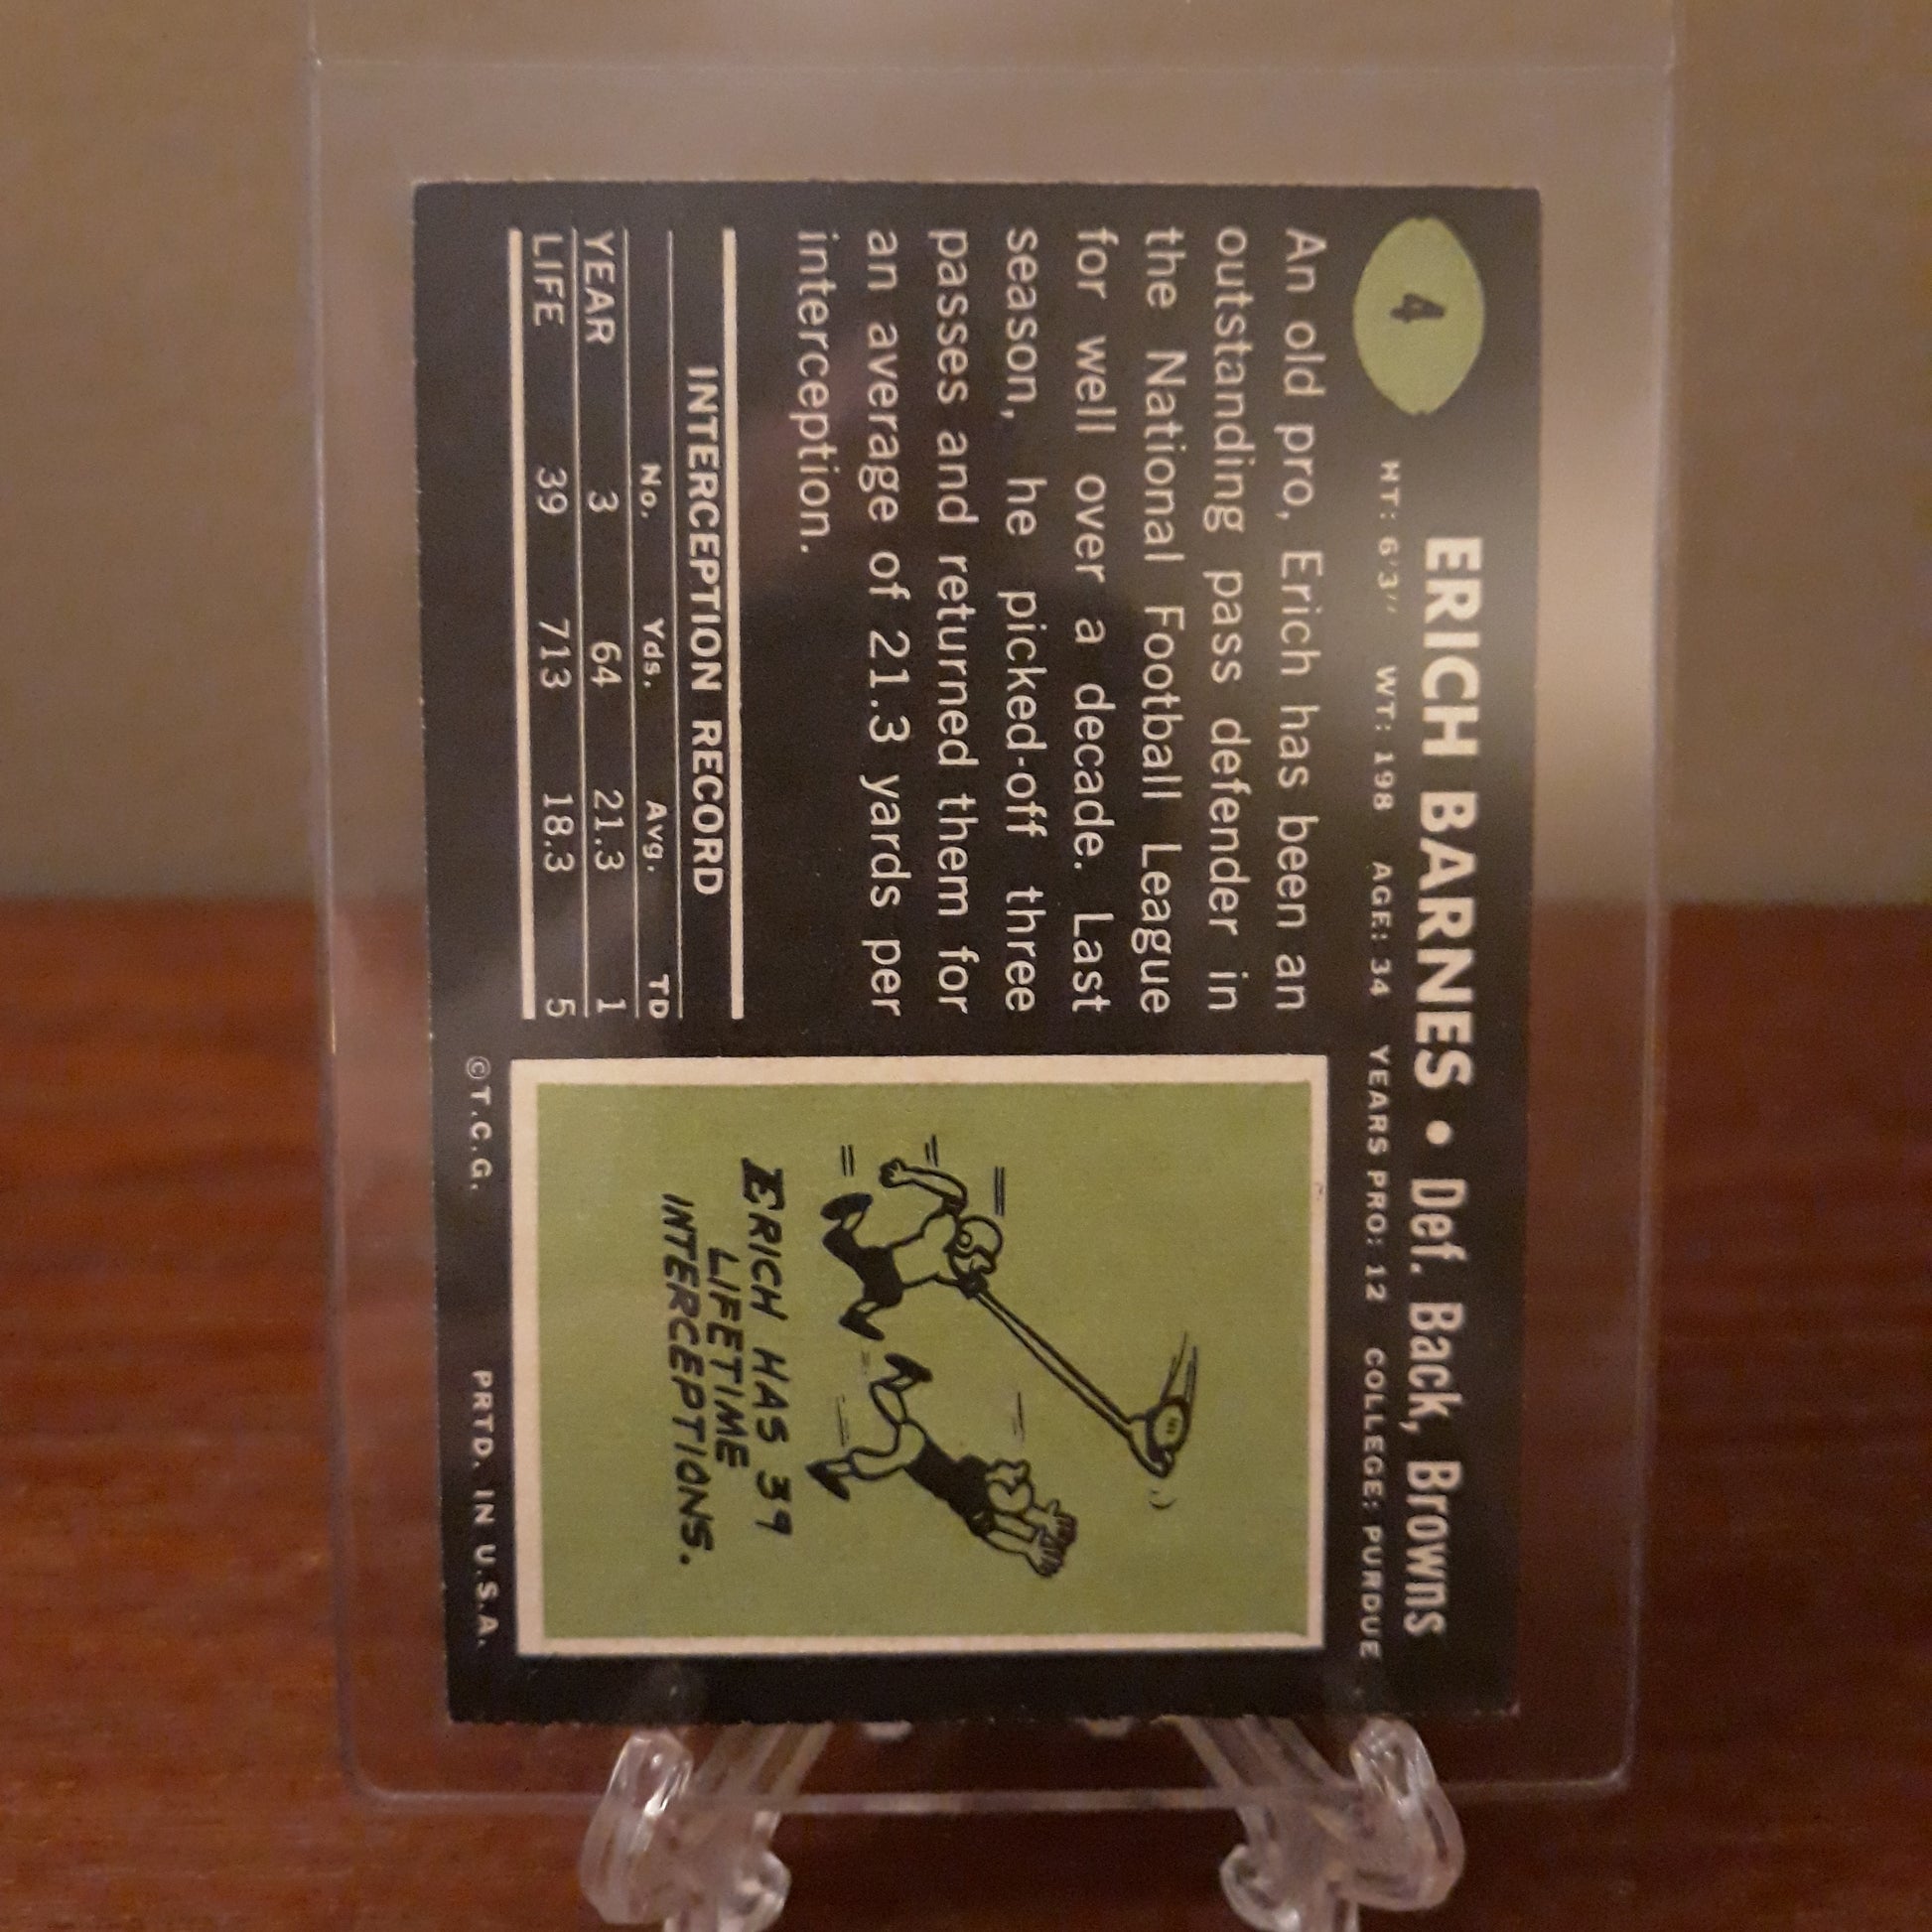 4
ERICH BARNES • Def. Back, Browns
HT: 6'3" WT: 198 AGE: 34 YEARS PRO: 12 COLLEGE: PURDUE
An old pro, Erich has been an
outstanding pass defender in
the National Football League
for well over a decade. Last
season, he picked-off three
passes and returned them for
an average of 21.3 yards per
interception.
INTERCEPTION RECORD
No. Yds. Avg. TD
YEAR 3 64 21.3 1
LIFE 39 713 18.3 5
ERICH HAS 39
LIFETIME
INTERCEPTIONS.
©T.C.G. PRTD. IN U.S.A.